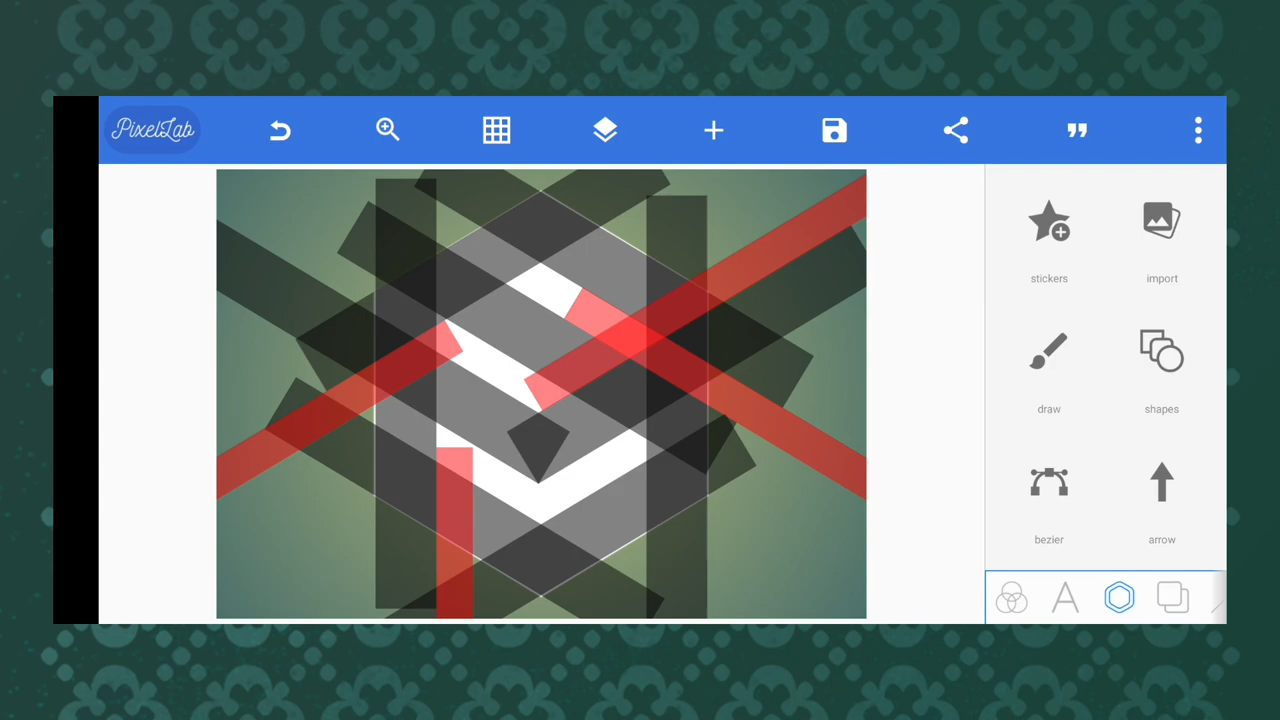 PixelLab
stickers
import
draw
shapes
bezier
arrow